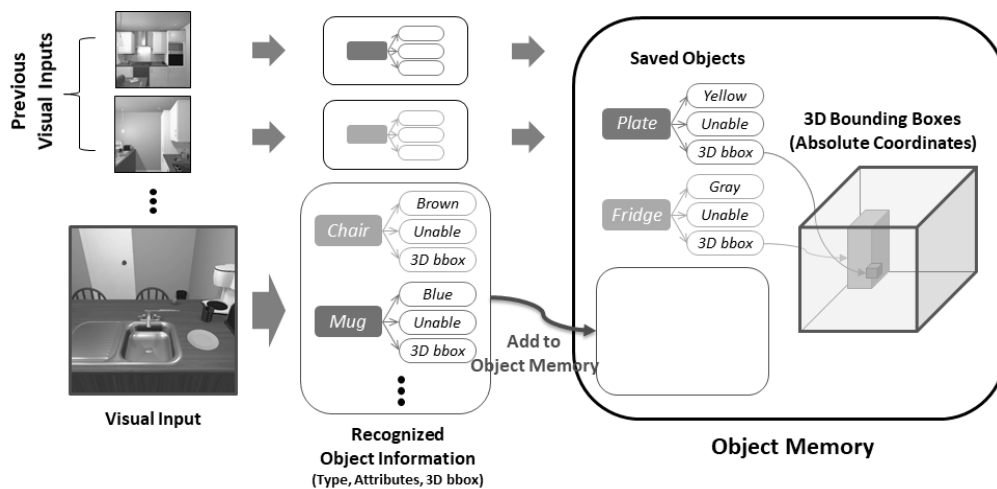 Previous
Visual Inputs
Visual Input
Chair
Brown
Unable
3D bbox
Mug
Blue
Unable
3D bbox
Recognized
Object Information
(Type, Attributes, 3D bbox)
Add to
Object Memory
Saved Objects
Plate
Yellow
Unable
3D bbox
Fridge
Gray
Unable
3D bbox
3D Bounding Boxes
(Absolute Coordinates)
Object Memory